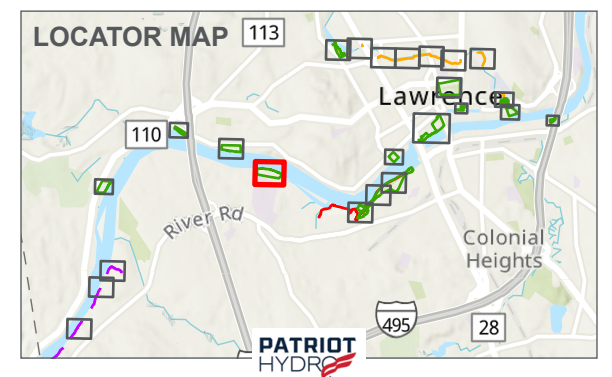 LOCATOR MAP
113
Lawrence
110
River Rd
Colonial
Heights
495
28
PATRIOT
HYDRO